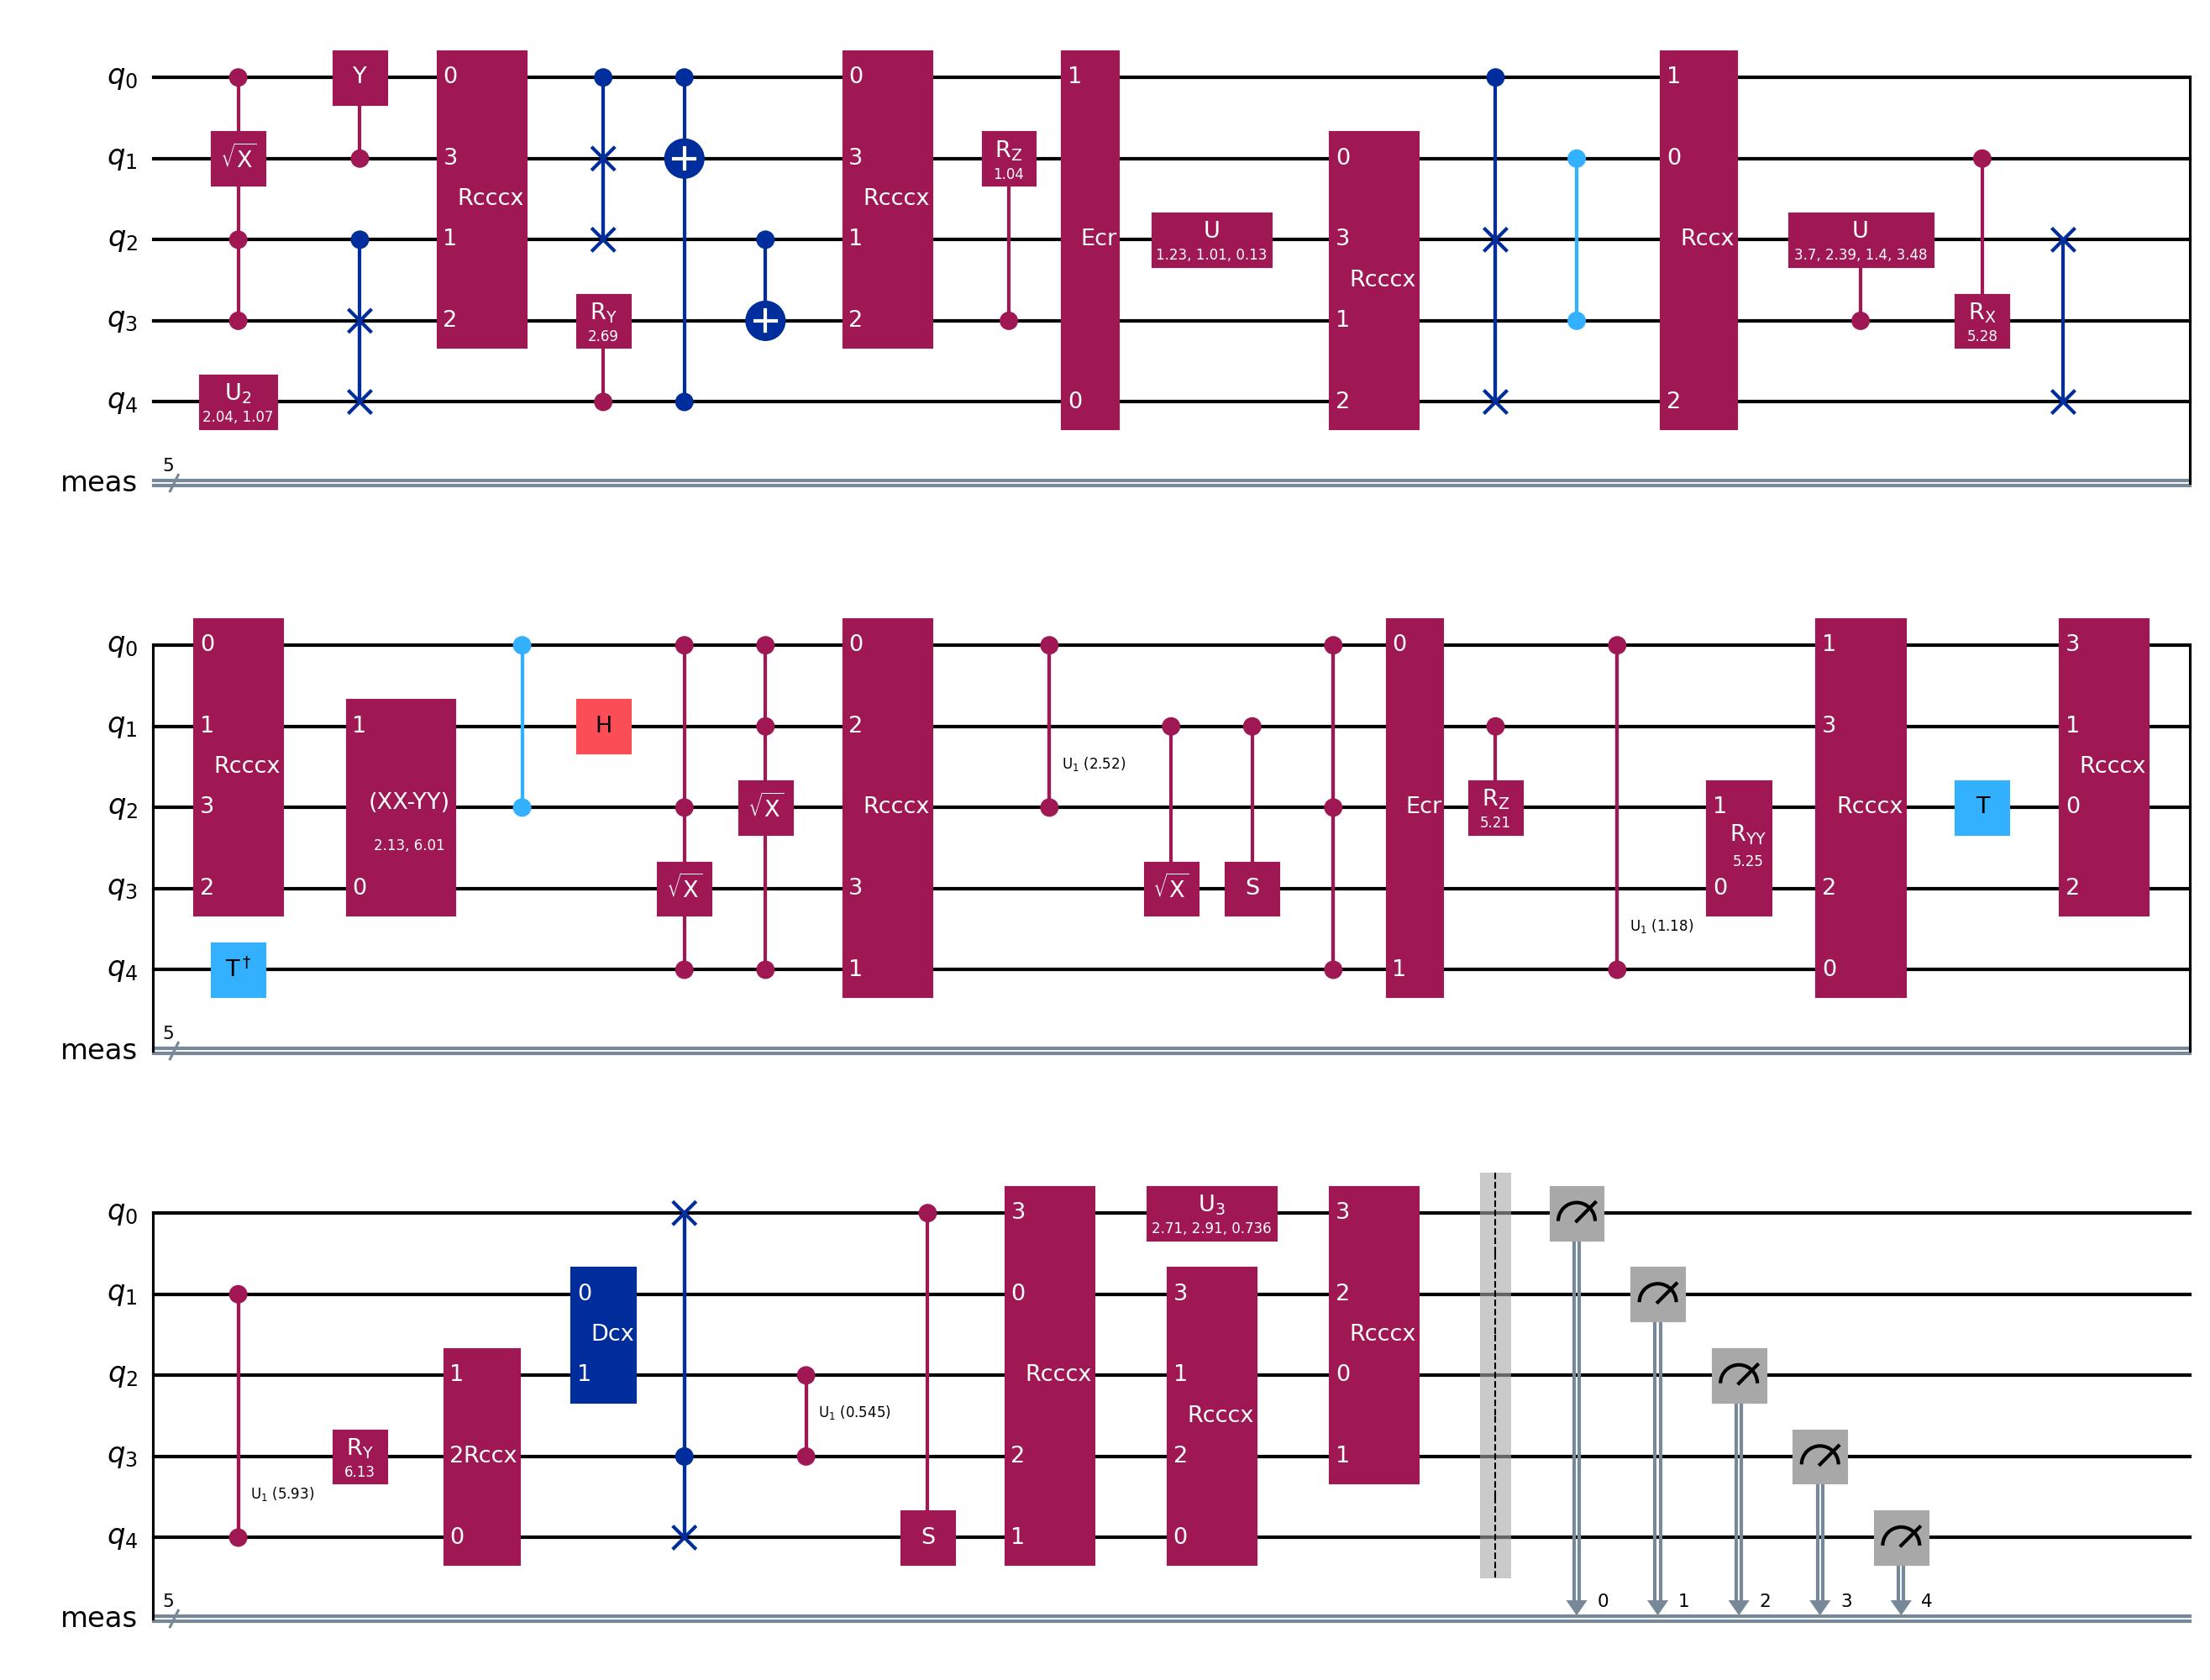 q0 Y 0 0 1 1
q1 √X 3 3 RZ 1.04 0 0
Rcccx Rcccx
q2 1 1 Ecr U 1.23, 1.01, 0.13 3 Rccx U 3.7, 2.39, 1.4, 3.48
Rcccx
q3 2 RY 2.69 2 1 RX 5.28
q4 U2 2.04, 1.07 0 2 2
5
meas
q0 0 0 0 1 3
q1 1 1 H 2 3 1
Rcccx U1 (2.52) Rcccx
q2 3 (XX-YY) 2.13, 6.01 √X Rcccx Ecr RZ 5.21 1 RYY 5.25 Rcccx T 0
q3 2 0 √X 3 √X S 0 2 2
U1 (1.18)
q4 T† 1 1 0
5
meas
q0 3 U3 2.71, 2.91, 0.736 3
q1 0 0 3 2
Dcx Rcccx
q2 1 1 Rcccx 1 0
U1 (0.545) Rcccx
q3 RY 6.13 2 Rccx 2 2 1
U1 (5.93)
q4 0 S 1 0
5 0 1 2 3 4
meas